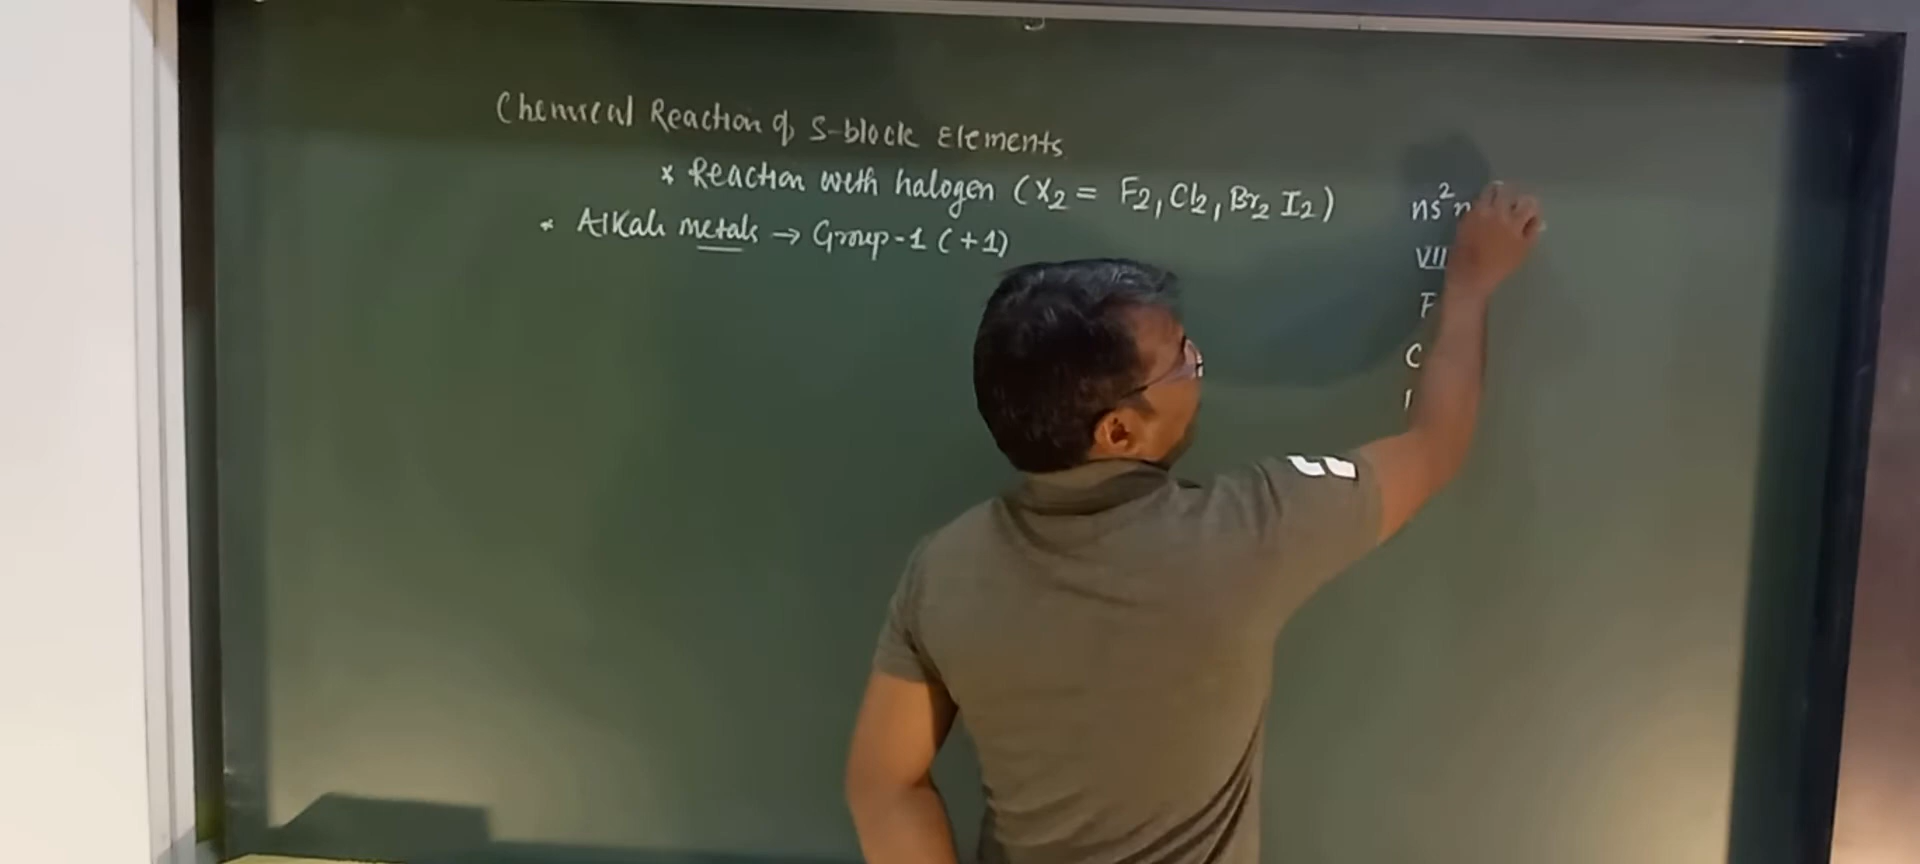 Chemical Reaction of S-block Elements
* Reaction with halogen (X2 = F2, Cl2, Br2 I2)
* Alkali metals → Group-1 (+1)
ns² n
VII
F
C